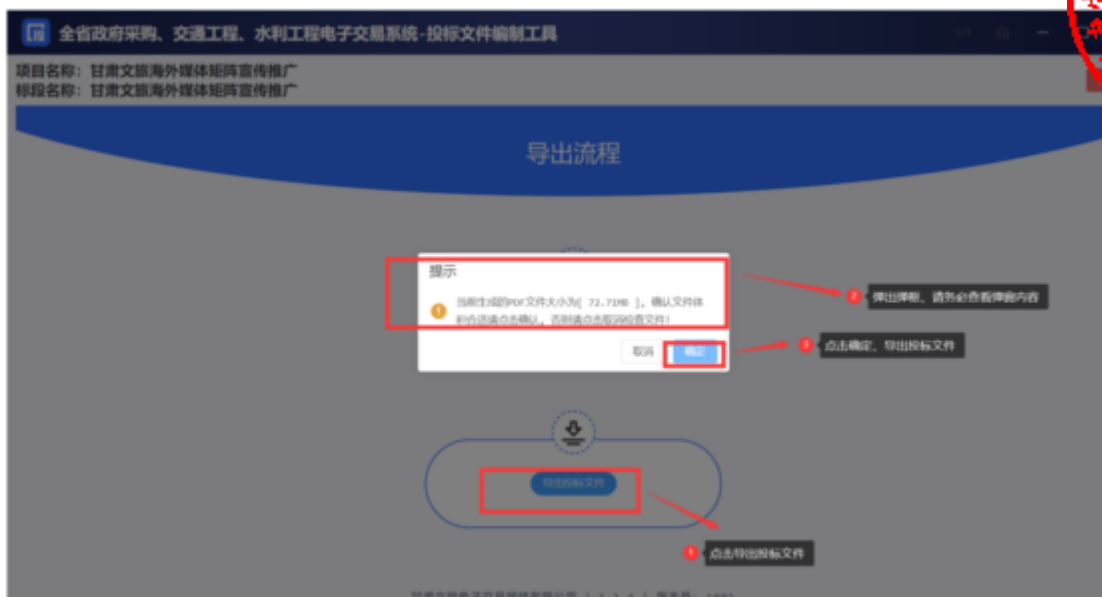 全省政府采购、交通工程、水利工程电子交易系统-投标文件编制工具
项目名称：甘肃文旅海外媒体矩阵宣传推广
标段名称：甘肃文旅海外媒体矩阵宣传推广
导出流程
提示
当前生成的PDF文件大小为[ 72.71MB ]，确认文件体
积合适请点击确认，否则请点击取消检查文件！
2 弹出弹框，请务必查看弹窗内容
取消 确定
3 点击确定，导出投标文件
导出投标文件
1 点击导出投标文件